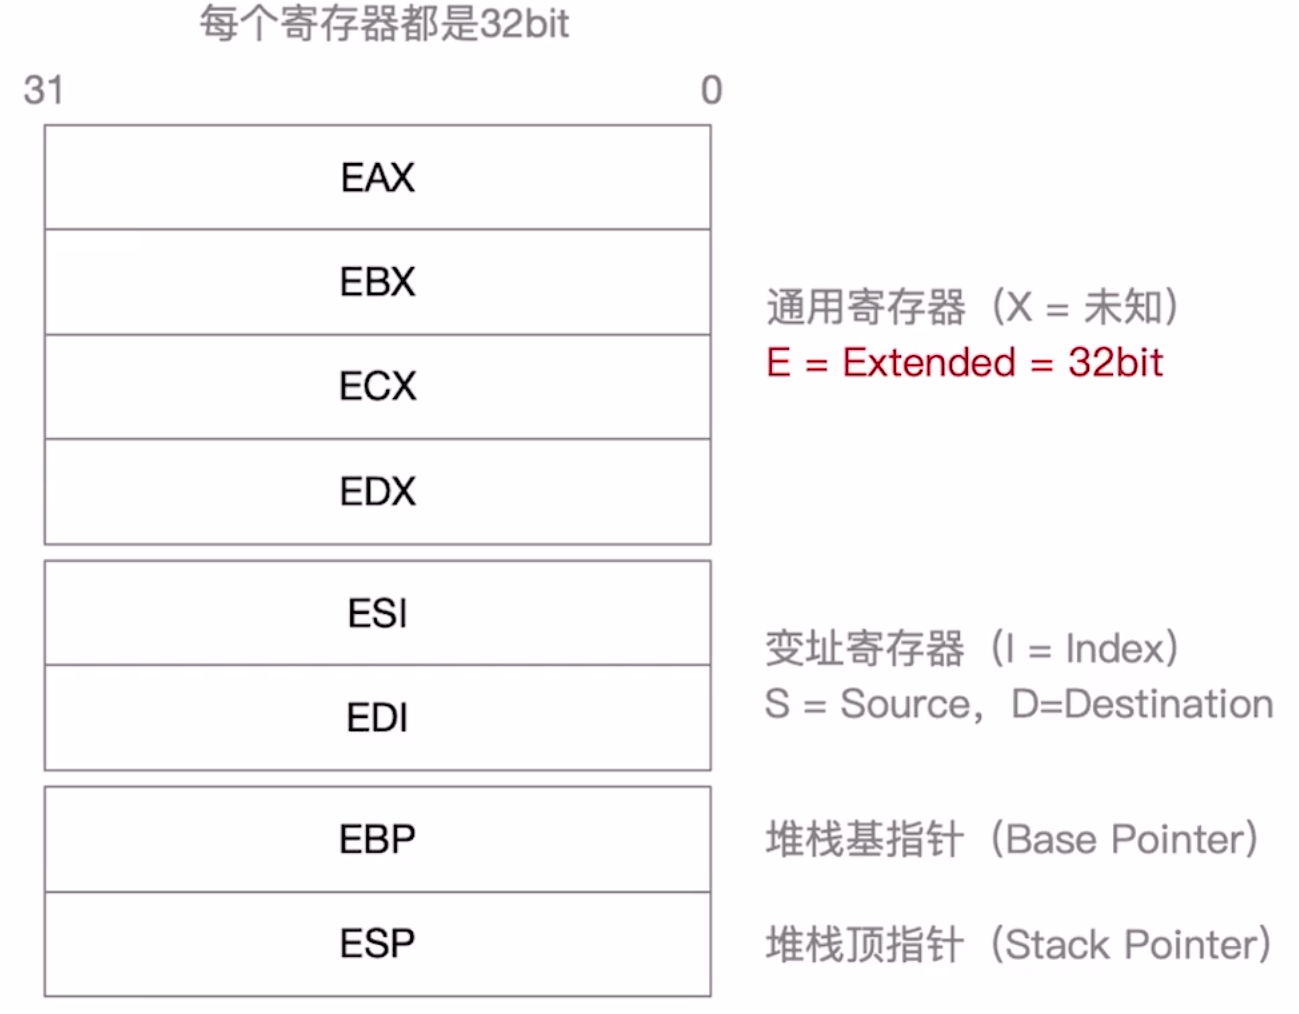 每个寄存器都是32bit
31 0
EAX
EBX
ECX
EDX
通用寄存器（X = 未知）
E = Extended = 32bit
ESI
EDI
变址寄存器（I = Index）
S = Source，D=Destination
EBP
堆栈基指针（Base Pointer）
ESP
堆栈顶指针（Stack Pointer）